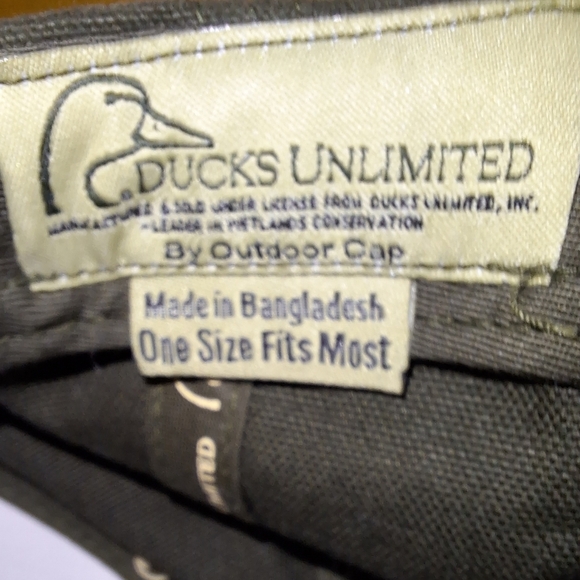 DUCKS UNLIMITED
MANUFACTURED & SOLD UNDER LICENSE FROM DUCKS UNLIMITED, INC.
-LEADER IN WETLANDS CONSERVATION
By Outdoor Cap
Made in Bangladesh
One Size Fits Most